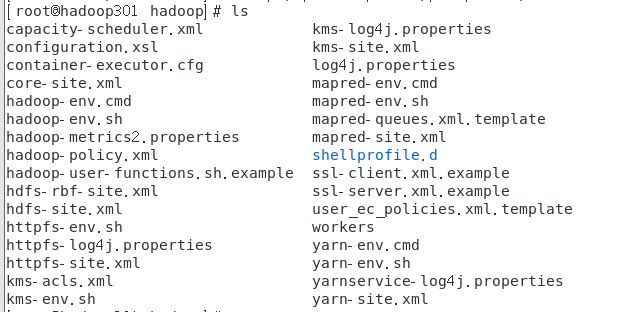 [root@hadoop301 hadoop]# ls
capacity-scheduler.xml kms-log4j.properties
configuration.xsl kms-site.xml
container-executor.cfg log4j.properties
core-site.xml mapred-env.cmd
hadoop-env.cmd mapred-env.sh
hadoop-env.sh mapred-queues.xml.template
hadoop-metrics2.properties mapred-site.xml
hadoop-policy.xml shellprofile.d
hadoop-user-functions.sh.example ssl-client.xml.example
hdfs-rbf-site.xml ssl-server.xml.example
hdfs-site.xml user_ec_policies.xml.template
httpfs-env.sh workers
httpfs-log4j.properties yarn-env.cmd
httpfs-site.xml yarn-env.sh
kms-acls.xml yarnservice-log4j.properties
kms-env.sh yarn-site.xml